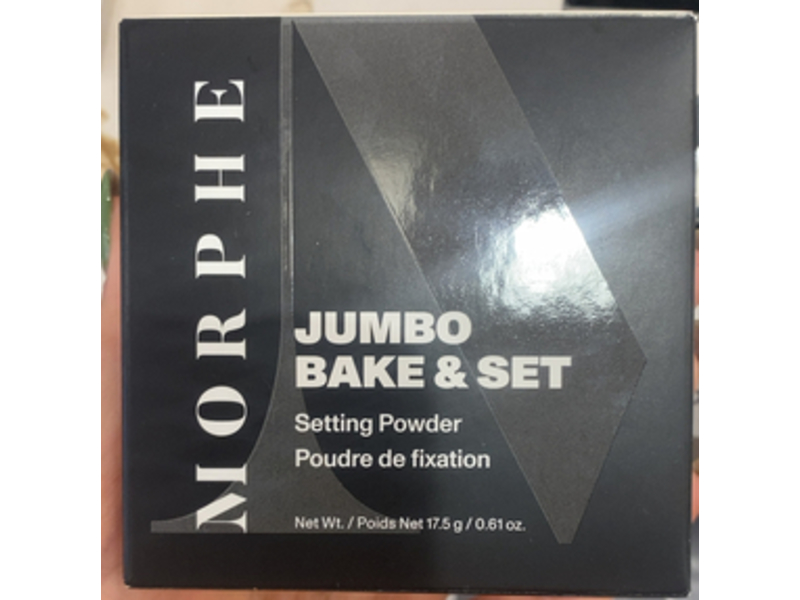 MORPHE
JUMBO
BAKE & SET
Setting Powder
Poudre de fixation
Net Wt. / Poids Net 17.5 g / 0.61 oz.